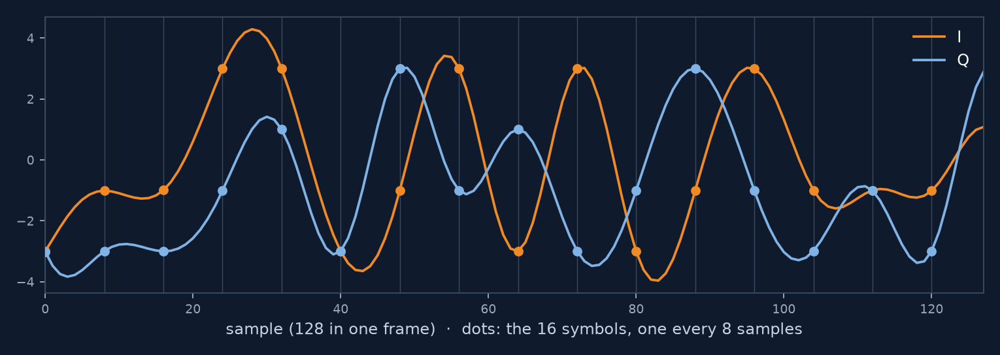 I
Q
4
2
0
−2
−4
0 20 40 60 80 100 120
sample (128 in one frame) · dots: the 16 symbols, one every 8 samples